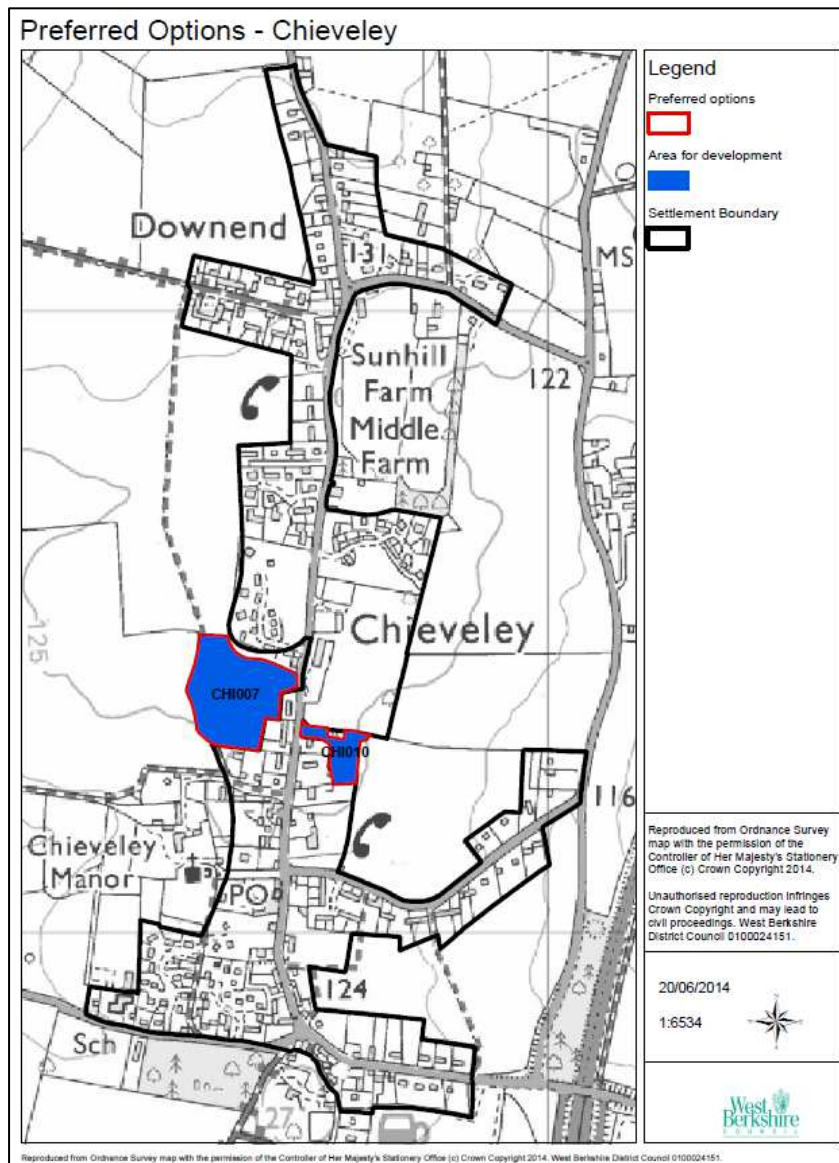 Preferred Options - Chieveley
Legend
Preferred options
Area for development
Settlement Boundary
Downend
131
MS
Sunhill
Farm
Middle
Farm
122
Chieveley
125
CHI007
CHI010
116
Chieveley
Manor
PO
124
Sch
27
Reproduced from Ordnance Survey
map with the permission of the
Controller of Her Majesty's Stationery
Office (c) Crown Copyright 2014.
Unauthorised reproduction infringes
Crown Copyright and may lead to
civil proceedings. West Berkshire
District Council 0100024151.
20/06/2014
1:6534
West
Berkshire
COUNCIL
Reproduced from Ordnance Survey map with the permission of the Controller of Her Majesty's Stationery Office (c) Crown Copyright 2014. West Berkshire District Council 0100024151.